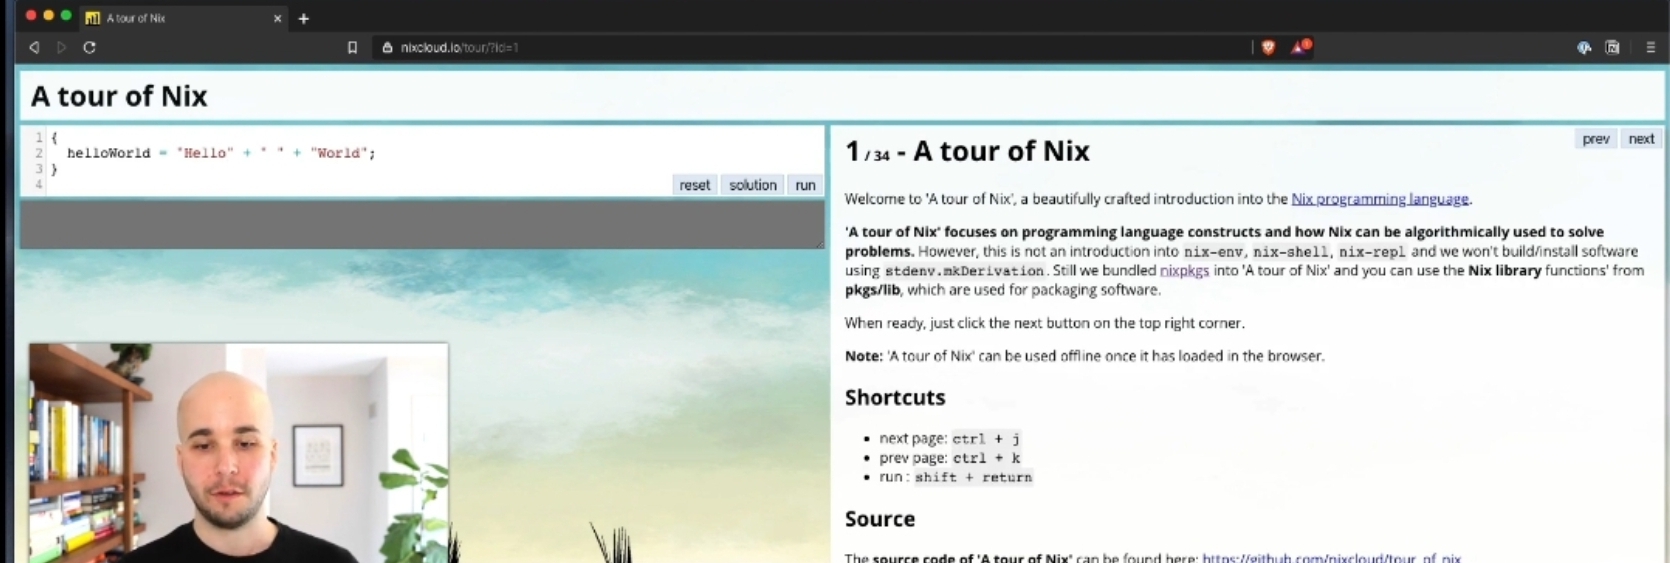 A tour of Nix
nixcloud.io/tour/?id=1
A tour of Nix
1 {
2 helloWorld = "Hello" + " " + "World";
3 }
4
reset solution run
prev next
1 / 34 - A tour of Nix
Welcome to 'A tour of Nix', a beautifully crafted introduction into the Nix programming language.
'A tour of Nix' focuses on programming language constructs and how Nix can be algorithmically used to solve
problems. However, this is not an introduction into nix-env, nix-shell, nix-repl and we won't build/install software
using stdenv.mkDerivation. Still we bundled nixpkgs into 'A tour of Nix' and you can use the Nix library functions' from
pkgs/lib, which are used for packaging software.
When ready, just click the next button on the top right corner.
Note: 'A tour of Nix' can be used offline once it has loaded in the browser.
Shortcuts
• next page: ctrl + j
• prev page: ctrl + k
• run : shift + return
Source
The source code of 'A tour of Nix' can be found here: https://github.com/nixcloud/tour_of_nix